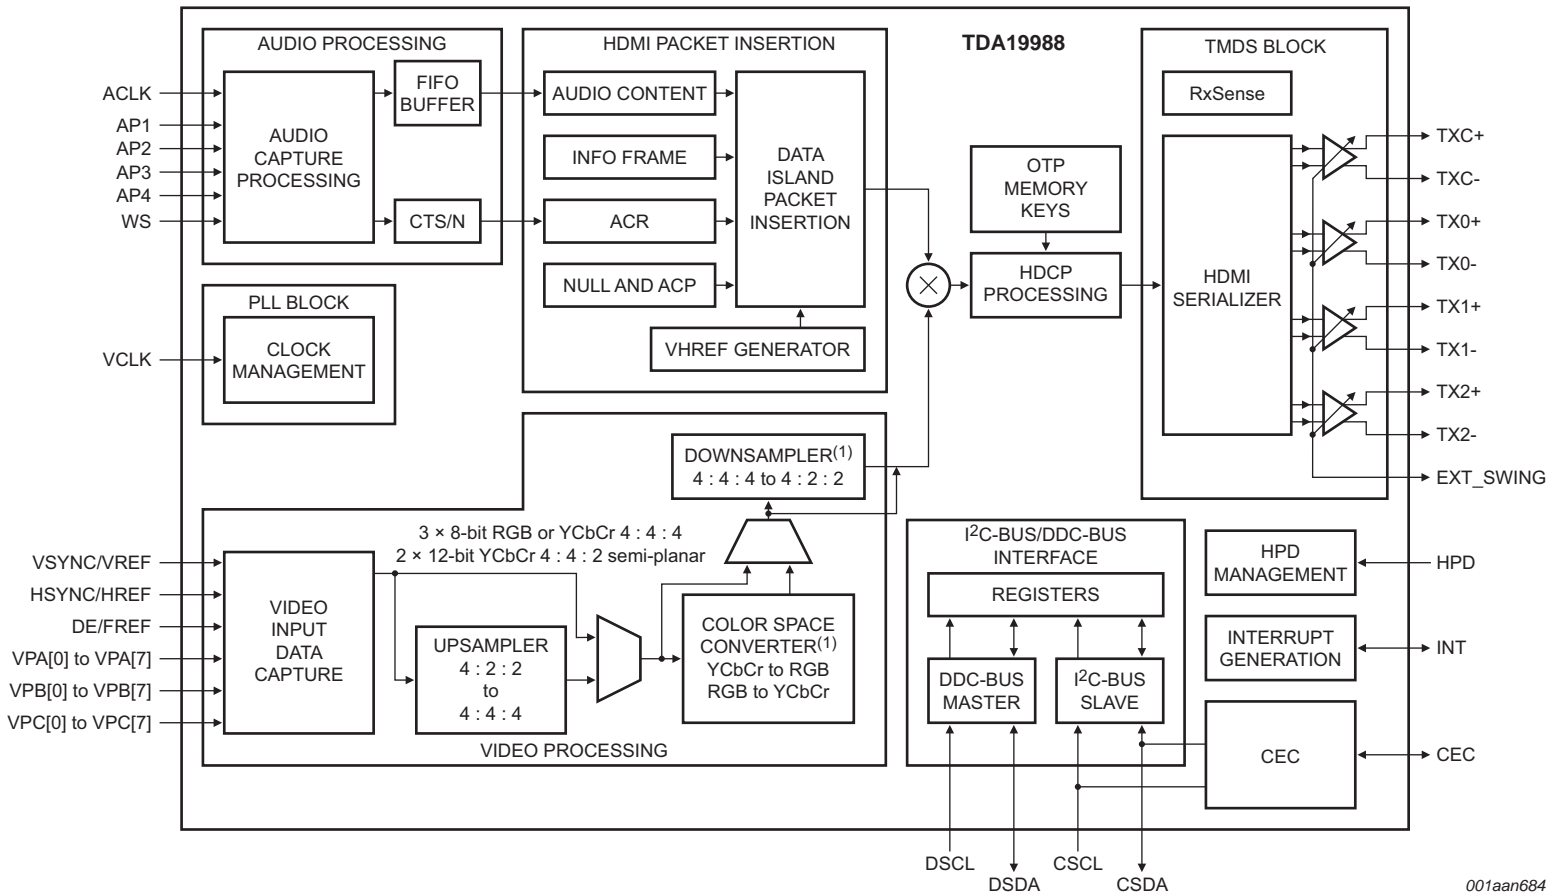 TDA19988
AUDIO PROCESSING
ACLK
AP1
AP2
AP3
AP4
WS
AUDIO
CAPTURE
PROCESSING
FIFO
BUFFER
CTS/N
HDMI PACKET INSERTION
AUDIO CONTENT
INFO FRAME
ACR
NULL AND ACP
DATA
ISLAND
PACKET
INSERTION
VHREF GENERATOR
PLL BLOCK
VCLK
CLOCK
MANAGEMENT
OTP
MEMORY
KEYS
HDCP
PROCESSING
TMDS BLOCK
RxSense
HDMI
SERIALIZER
TXC+
TXC-
TX0+
TX0-
TX1+
TX1-
TX2+
TX2-
EXT_SWING
DOWNSAMPLER(1)
4 : 4 : 4 to 4 : 2 : 2
3 × 8-bit RGB or YCbCr 4 : 4 : 4
2 × 12-bit YCbCr 4 : 4 : 2 semi-planar
VSYNC/VREF
HSYNC/HREF
DE/FREF
VPA[0] to VPA[7]
VPB[0] to VPB[7]
VPC[0] to VPC[7]
VIDEO
INPUT
DATA
CAPTURE
UPSAMPLER
4 : 2 : 2
to
4 : 4 : 4
COLOR SPACE
CONVERTER(1)
YCbCr to RGB
RGB to YCbCr
VIDEO PROCESSING
I2C-BUS/DDC-BUS
INTERFACE
REGISTERS
DDC-BUS
MASTER
I2C-BUS
SLAVE
HPD
MANAGEMENT
HPD
INTERRUPT
GENERATION
INT
CEC
CEC
DSCL
DSDA
CSCL
CSDA
001aan684